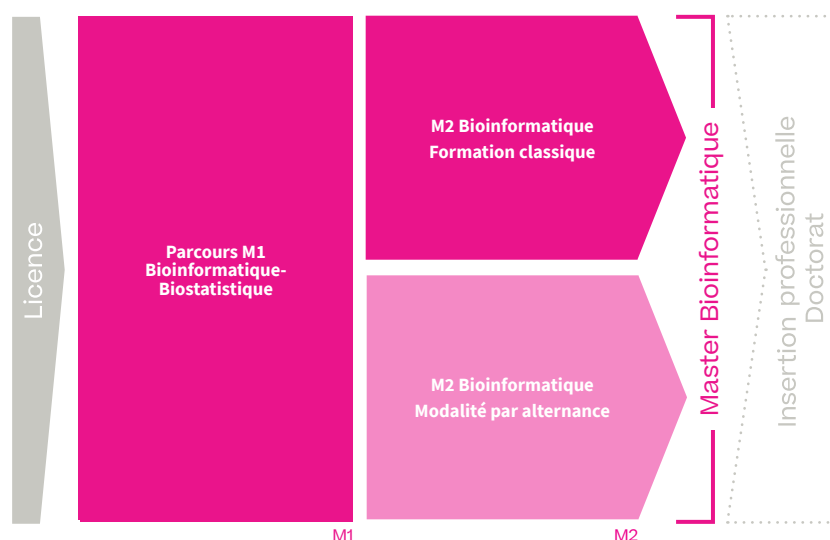 Licence
Parcours M1
Bioinformatique-
Biostatistique
M2 Bioinformatique
Formation classique
M2 Bioinformatique
Modalité par alternance
Master Bioinformatique
Insertion professionnelle
Doctorat
M1
M2